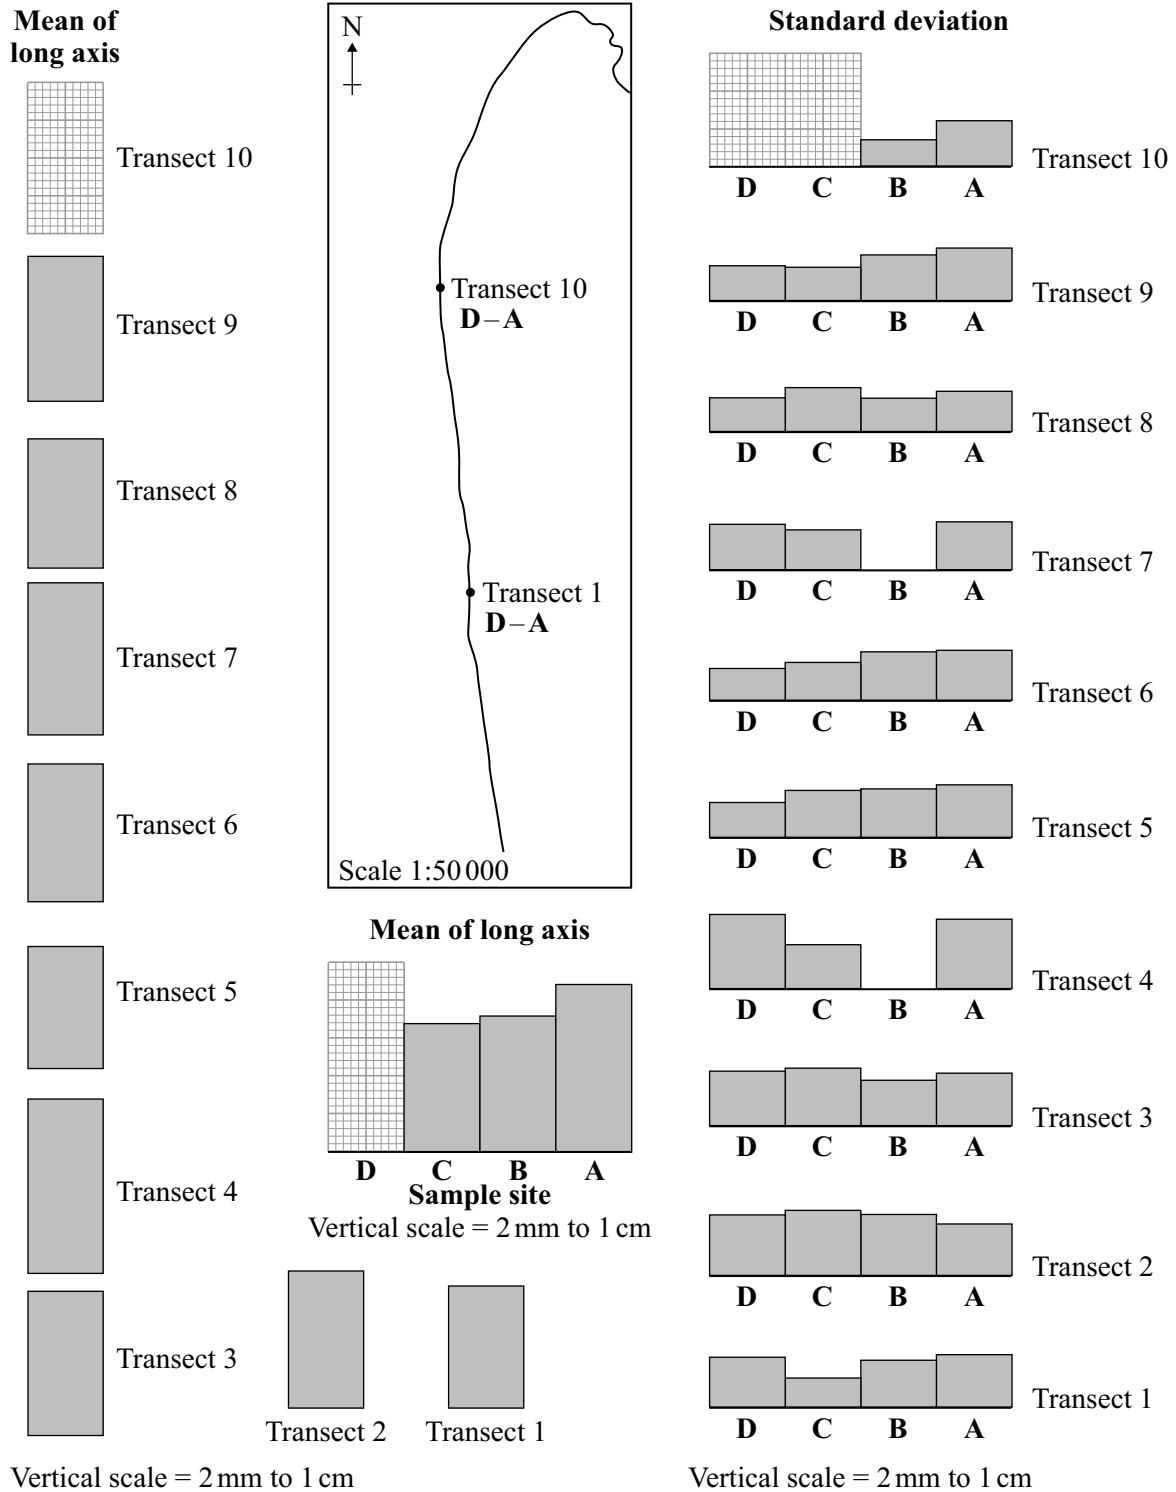 Mean of
long axis
Transect 10
Transect 9
Transect 8
Transect 7
Transect 6
Transect 5
Transect 4
Transect 3
Vertical scale = 2 mm to 1 cm
N
Transect 10
D – A
Transect 1
D – A
Scale 1:50 000
Mean of long axis
D C B A
Sample site
Vertical scale = 2 mm to 1 cm
Transect 2 Transect 1
Standard deviation
Transect 10
D C B A
Transect 9
D C B A
Transect 8
D C B A
Transect 7
D C B A
Transect 6
D C B A
Transect 5
D C B A
Transect 4
D C B A
Transect 3
D C B A
Transect 2
D C B A
Transect 1
D C B A
Vertical scale = 2 mm to 1 cm